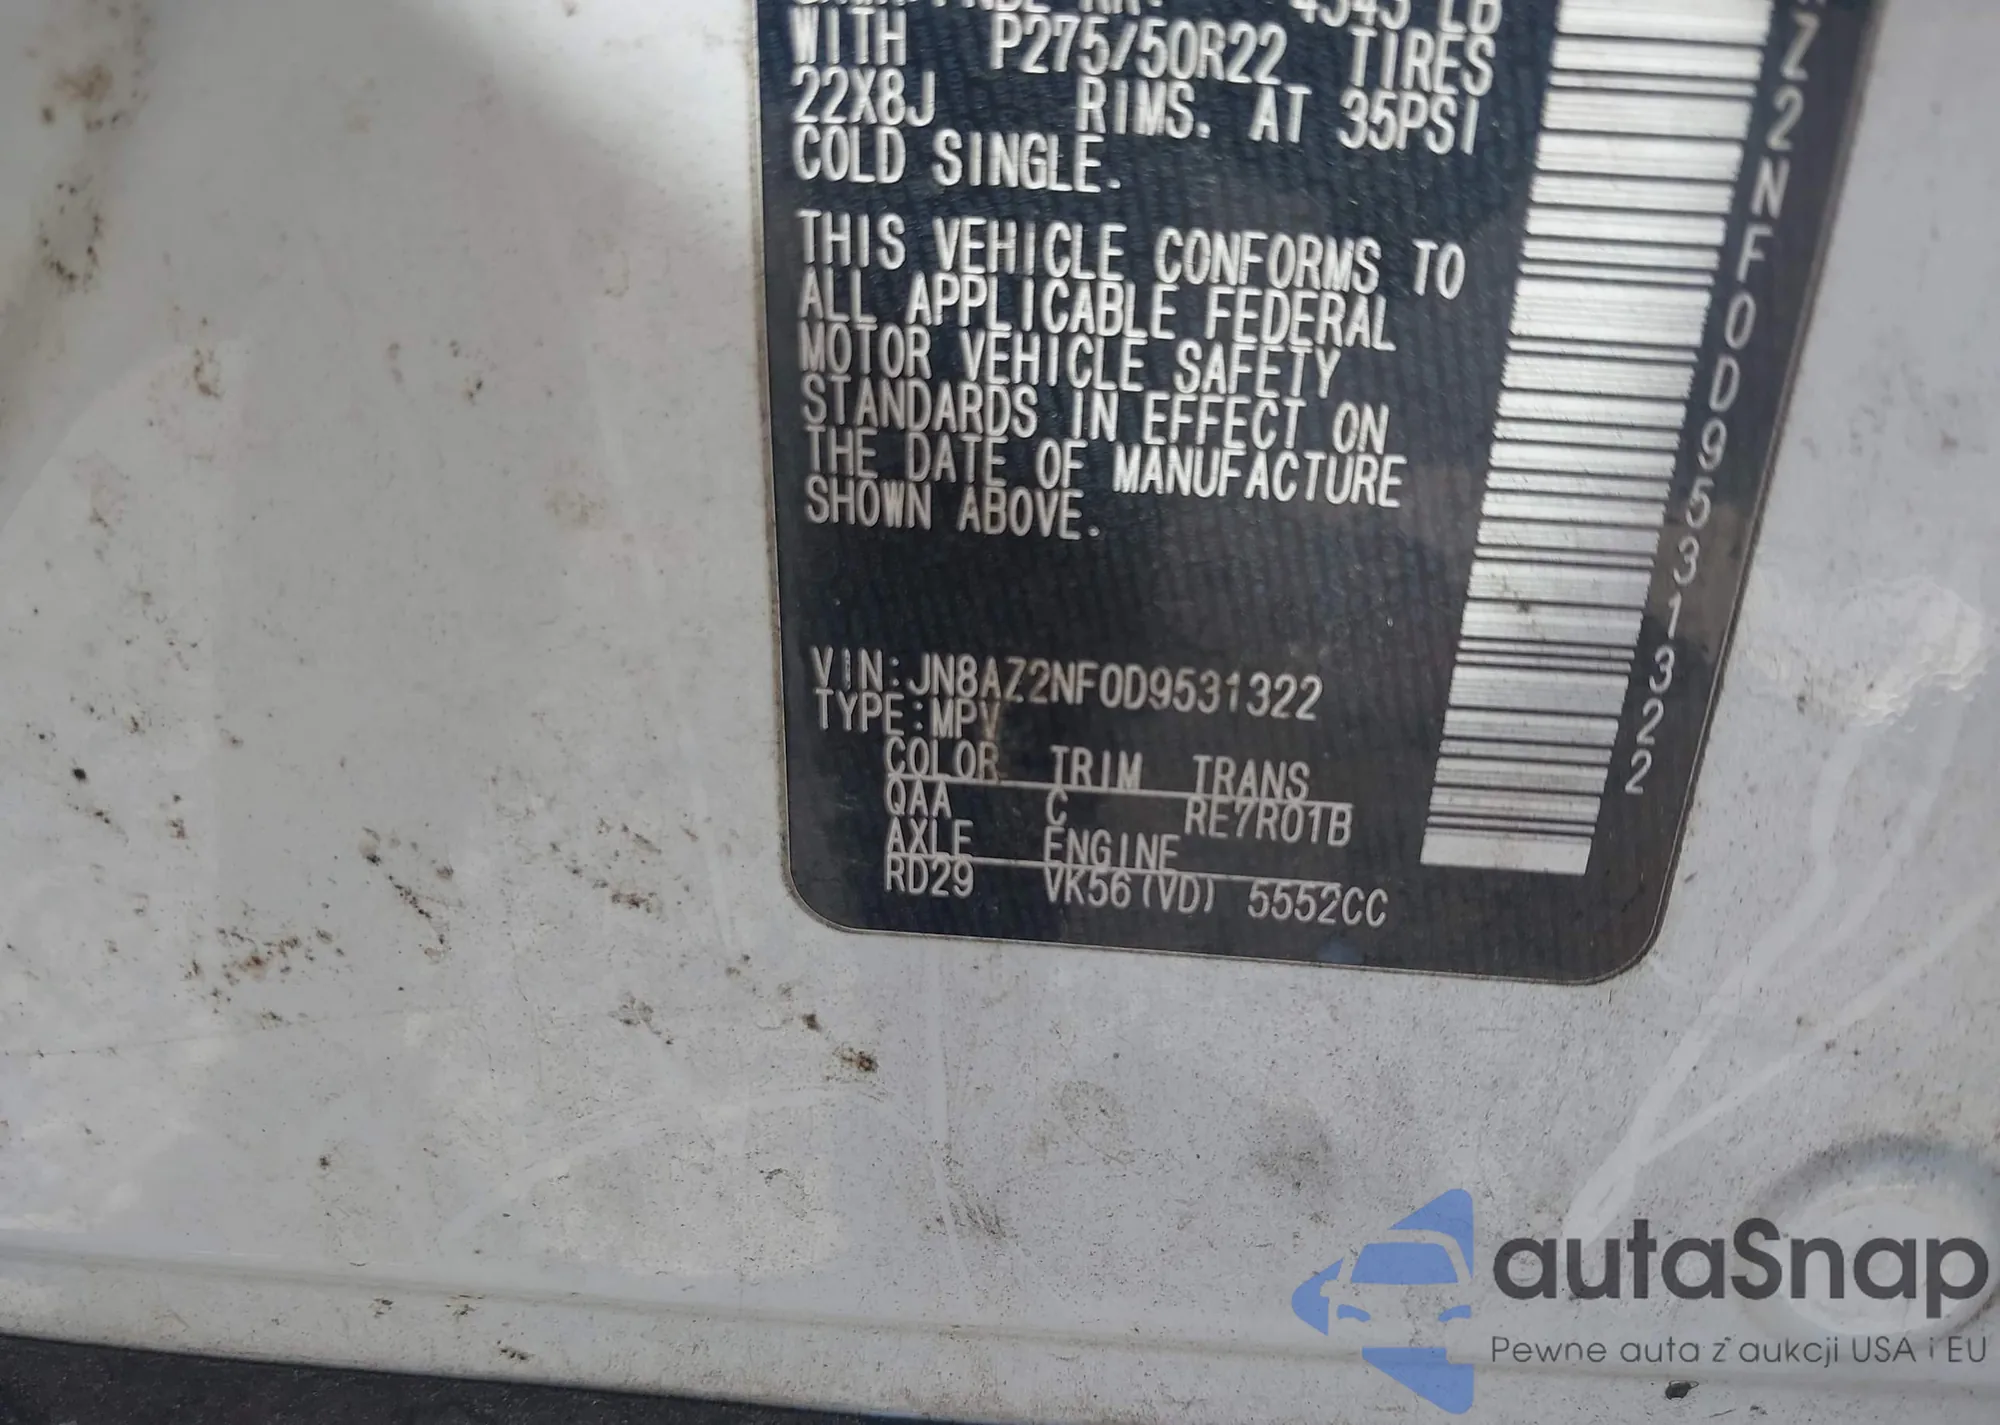 4343 LB
WITH P275/50R22 TIRES
22X8J RIMS. AT 35PSI
COLD SINGLE.
THIS VEHICLE CONFORMS TO
ALL APPLICABLE FEDERAL
MOTOR VEHICLE SAFETY
STANDARDS IN EFFECT ON
THE DATE OF MANUFACTURE
SHOWN ABOVE.
VIN:JN8AZ2NF0D9531322
TYPE:MPV
COLOR TRIM TRANS
QAA C RE7R01B
AXLE ENGINE
RD29 VK56(VD) 5552CC
Z2NF0D9531322
autaSnap
Pewne auta z aukcji USA i EU